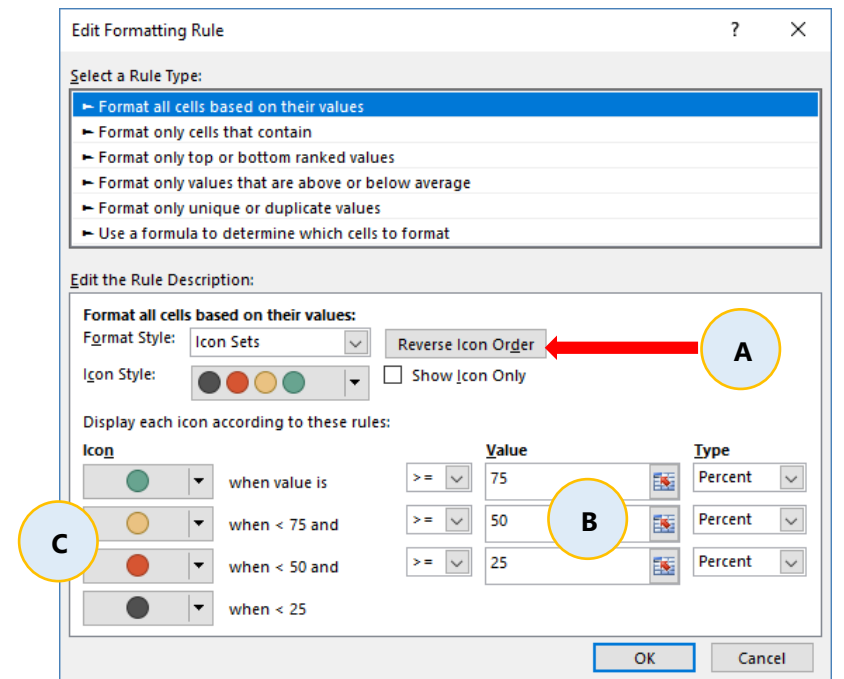 Edit Formatting Rule ? ×
Select a Rule Type:
► Format all cells based on their values
► Format only cells that contain
► Format only top or bottom ranked values
► Format only values that are above or below average
► Format only unique or duplicate values
► Use a formula to determine which cells to format
Edit the Rule Description:
Format all cells based on their values:
Format Style: Icon Sets Reverse Icon Order A
Icon Style: Show Icon Only
Display each icon according to these rules:
Icon Value Type
when value is >= 75 Percent
when < 75 and >= 50 B Percent
C
when < 50 and >= 25 Percent
when < 25
OK Cancel